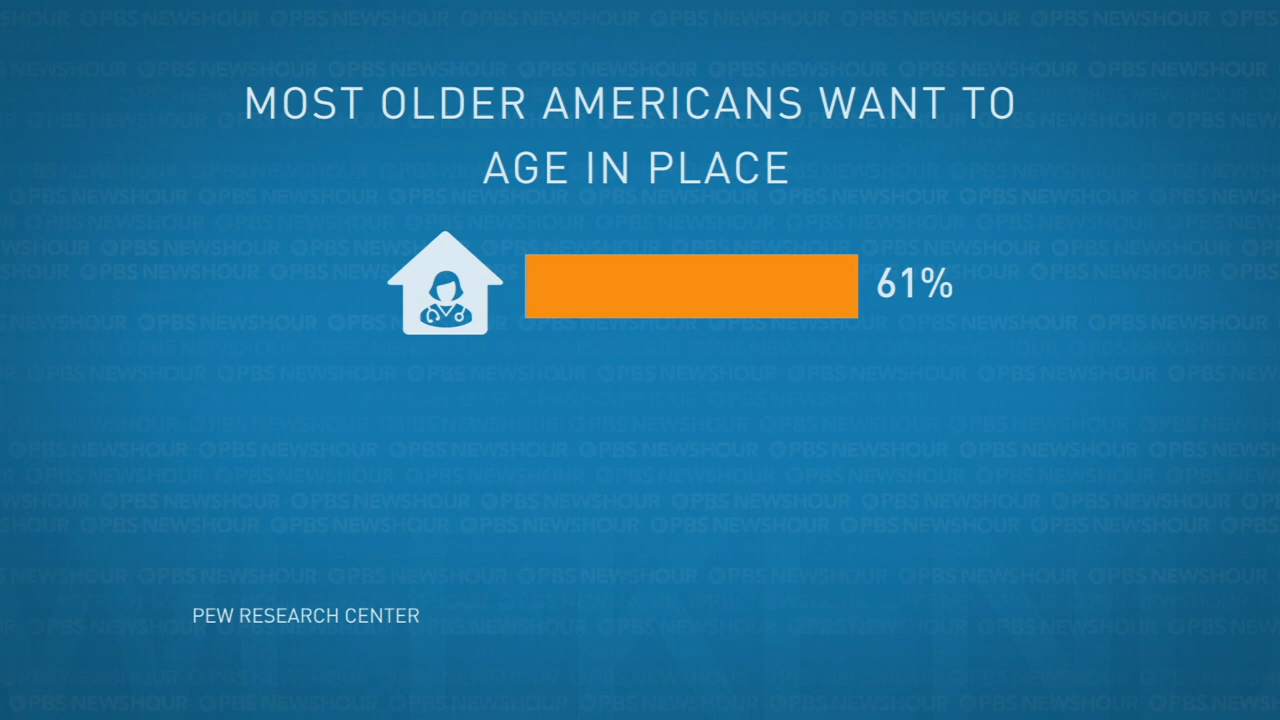 MOST OLDER AMERICANS WANT TO
AGE IN PLACE
61%
PEW RESEARCH CENTER